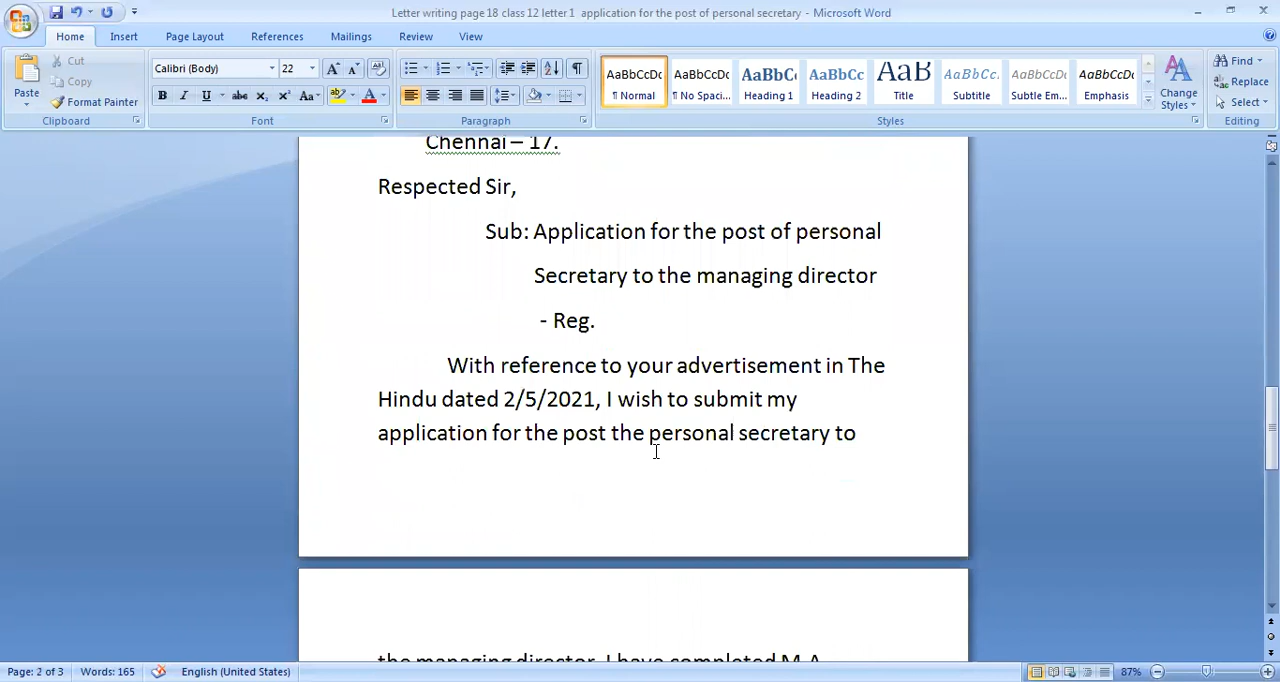 Letter writing page 18 class 12 letter 1 application for the post of personal secretary - Microsoft Word
Home Insert Page Layout References Mailings Review View
Cut
Copy
Format Painter
Paste
Clipboard
Calibri (Body) 22
Font
Paragraph
AaBbCcDc AaBbCcDc AaBbC AaBbCc AaB AaBbCc. AaBbCcDc AaBbCcDc
¶ Normal ¶ No Spaci... Heading 1 Heading 2 Title Subtitle Subtle Em... Emphasis
Change Styles
Styles
Find
Replace
Select
Editing
Chennai – 17.
Respected Sir,
Sub: Application for the post of personal
Secretary to the managing director
- Reg.
With reference to your advertisement in The
Hindu dated 2/5/2021, I wish to submit my
application for the post the personal secretary to
the managing director. I have completed M.A
Page: 2 of 3 Words: 165 English (United States) 87%